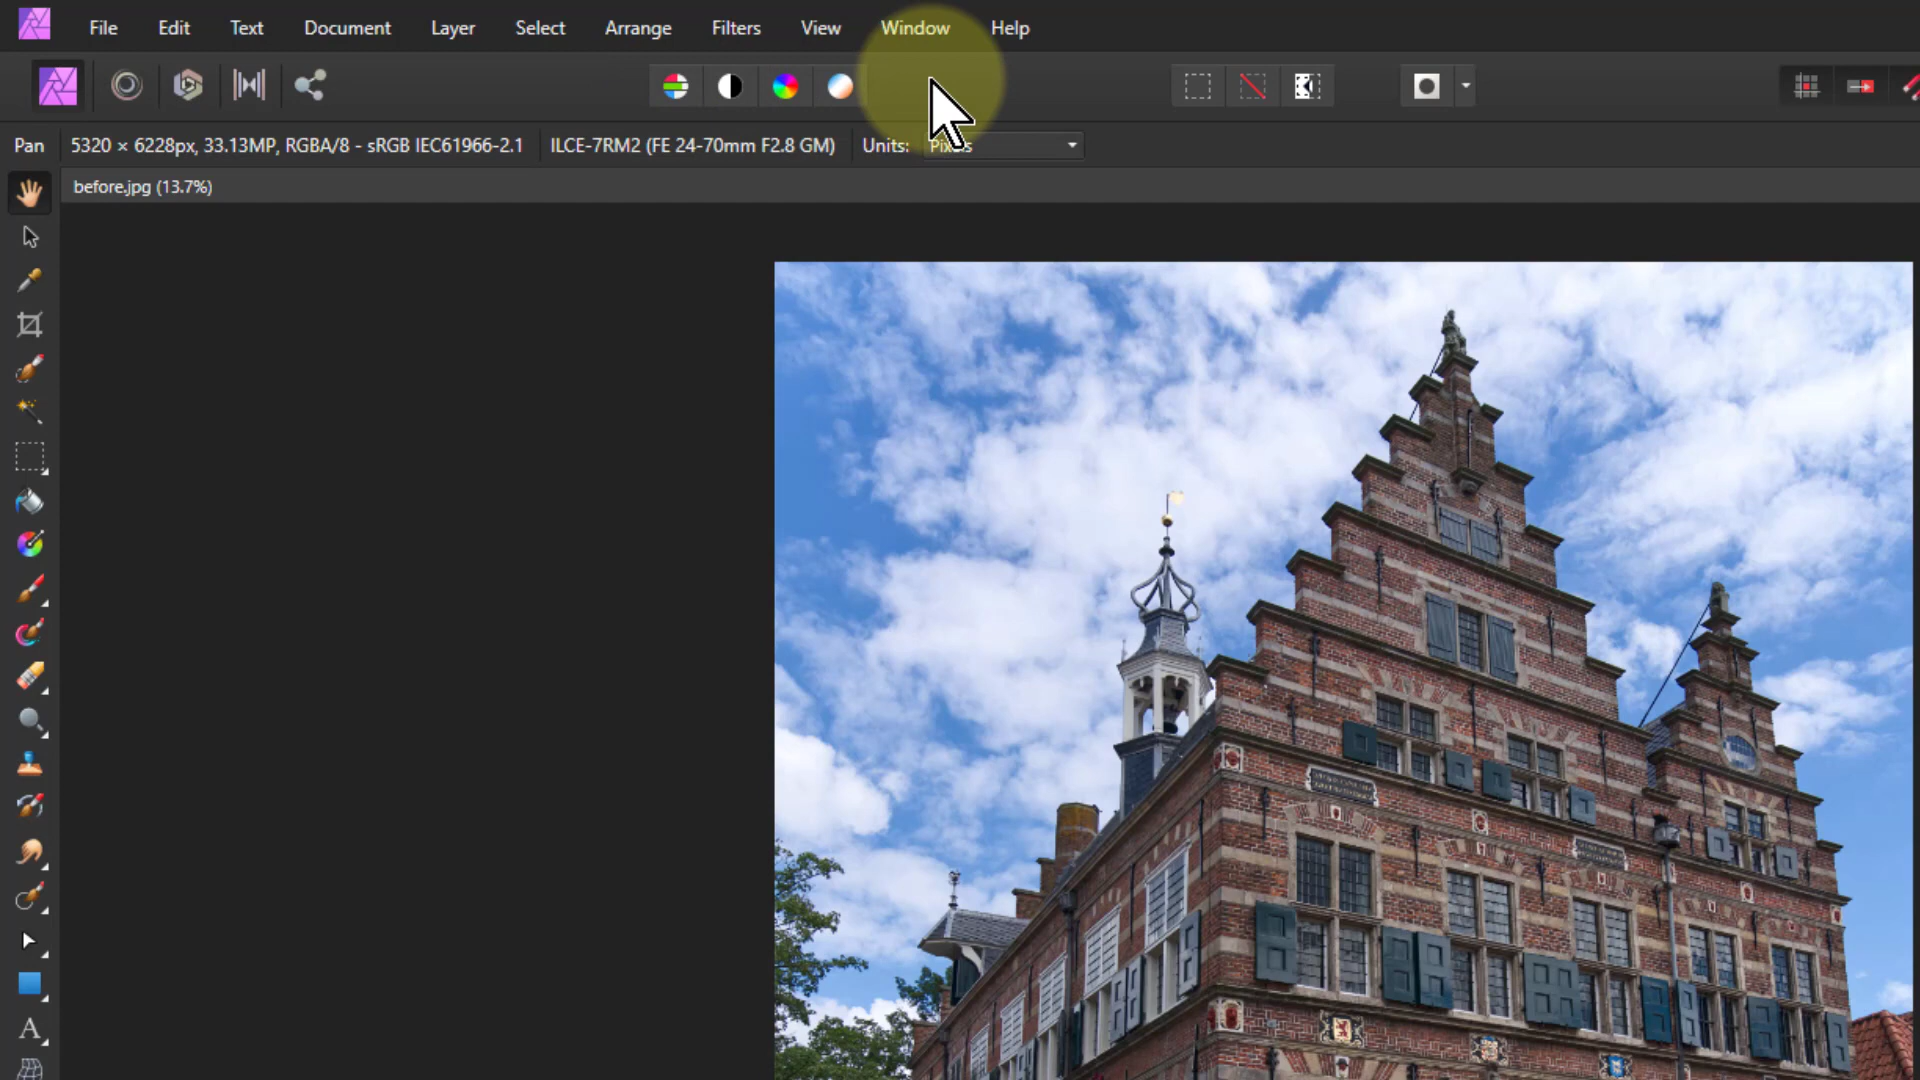 File Edit Text Document Layer Select Arrange Filters View Window Help
Pan 5320 × 6228px, 33.13MP, RGBA/8 - sRGB IEC61966-2.1 ILCE-7RM2 (FE 24-70mm F2.8 GM) Units: Pixels
before.jpg (13.7%)